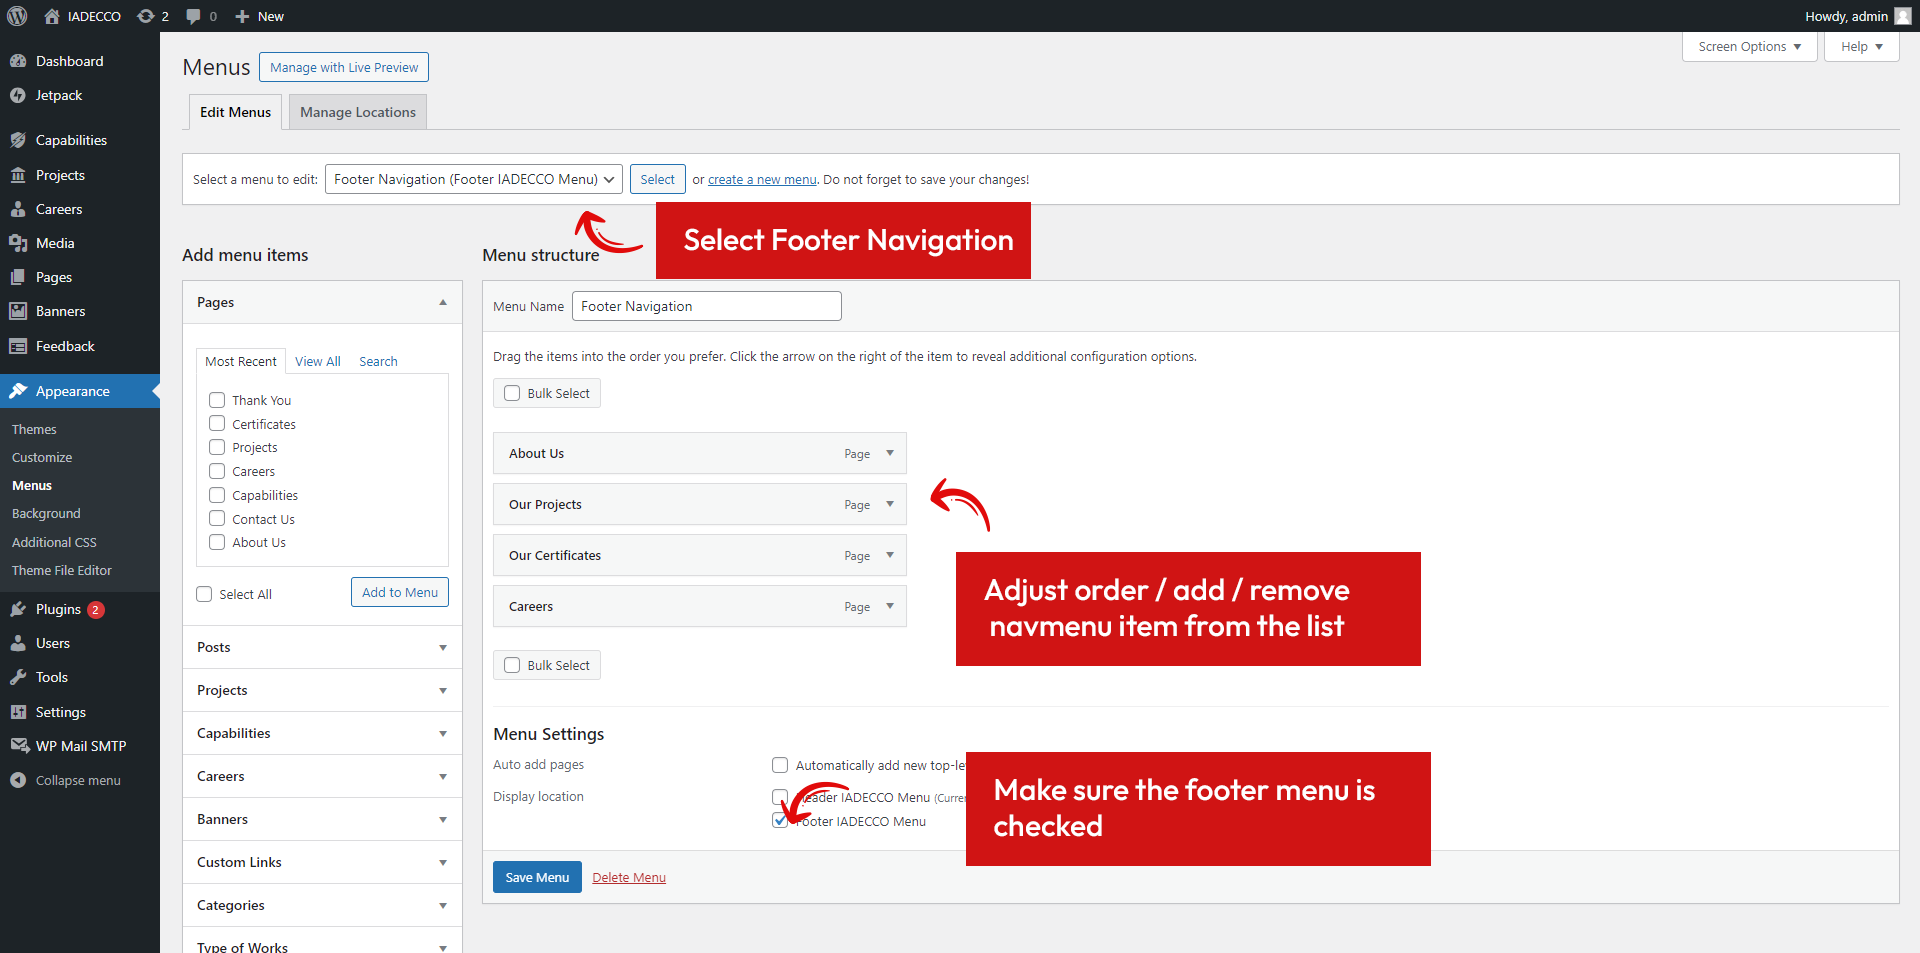 IADECCO 2 0 New Howdy, admin
Screen Options Help
Dashboard
Jetpack
Capabilities
Projects
Careers
Media
Pages
Banners
Feedback
Appearance
Themes
Customize
Menus
Background
Additional CSS
Theme File Editor
Plugins 2
Users
Tools
Settings
WP Mail SMTP
Collapse menu
Menus Manage with Live Preview
Edit Menus Manage Locations
Select a menu to edit: Footer Navigation (Footer IADECCO Menu) Select or create a new menu. Do not forget to save your changes!
Select Footer Navigation
Add menu items
Pages
Most Recent View All Search
Thank You
Certificates
Projects
Careers
Capabilities
Contact Us
About Us
Select All Add to Menu
Posts
Projects
Capabilities
Careers
Banners
Custom Links
Categories
Type of Works
Menu structure
Menu Name Footer Navigation
Drag the items into the order you prefer. Click the arrow on the right of the item to reveal additional configuration options.
Bulk Select
About Us Page
Our Projects Page
Our Certificates Page
Careers Page
Adjust order / add / remove
navmenu item from the list
Bulk Select
Menu Settings
Auto add pages Automatically add new top-le
Display location Header IADECCO Menu (Curre
Footer IADECCO Menu
Make sure the footer menu is
checked
Save Menu Delete Menu